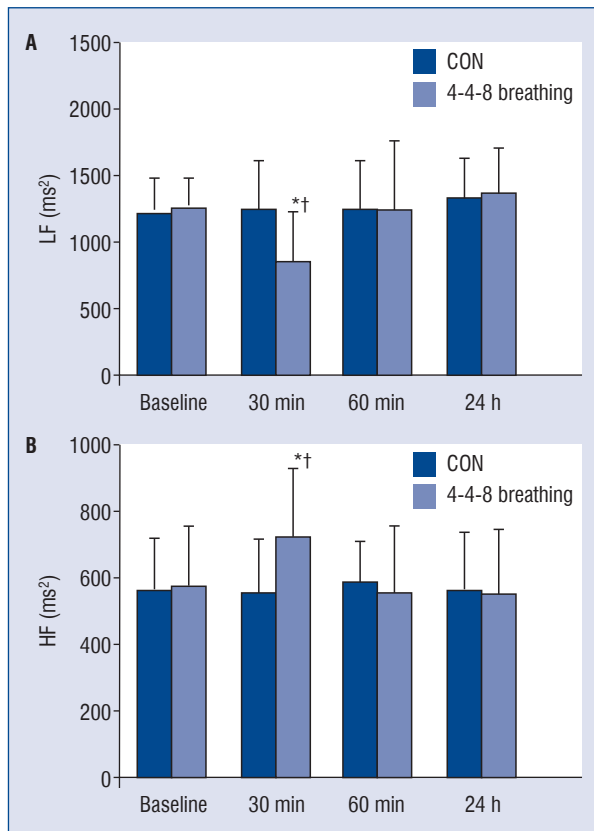 A
1500
2000
1500
1000
500
0
LF (ms²)
CON
4-4-8 breathing
*†
Baseline
30 min
60 min
24 h
B
1000
800
600
400
200
0
HF (ms²)
CON
4-4-8 breathing
*†
Baseline
30 min
60 min
24 h